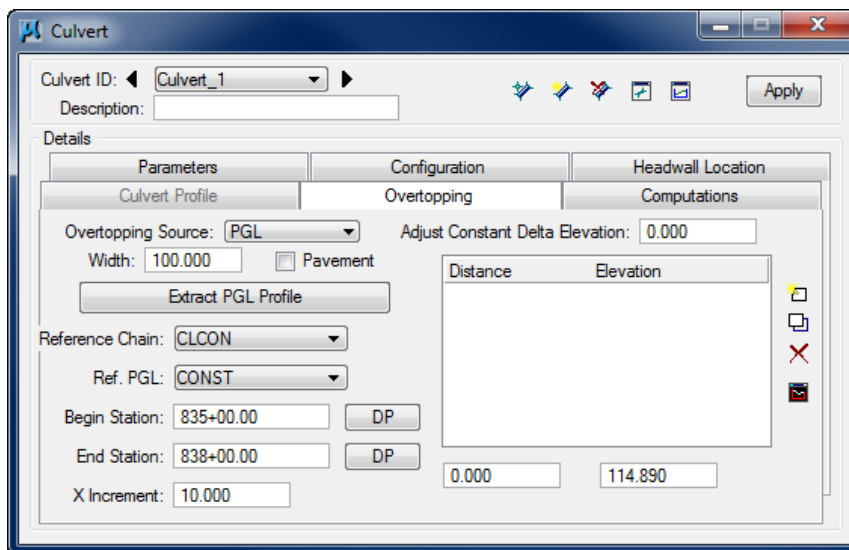 Culvert
Culvert ID: Culvert_1
Apply
Description:
Details
Parameters Configuration Headwall Location
Culvert Profile Overtopping Computations
Overtopping Source: PGL Adjust Constant Delta Elevation: 0.000
Width: 100.000 Pavement
Distance Elevation
Extract PGL Profile
Reference Chain: CLCON
Ref. PGL: CONST
Begin Station: 835+00.00 DP
End Station: 838+00.00 DP
0.000 114.890
X Increment: 10.000